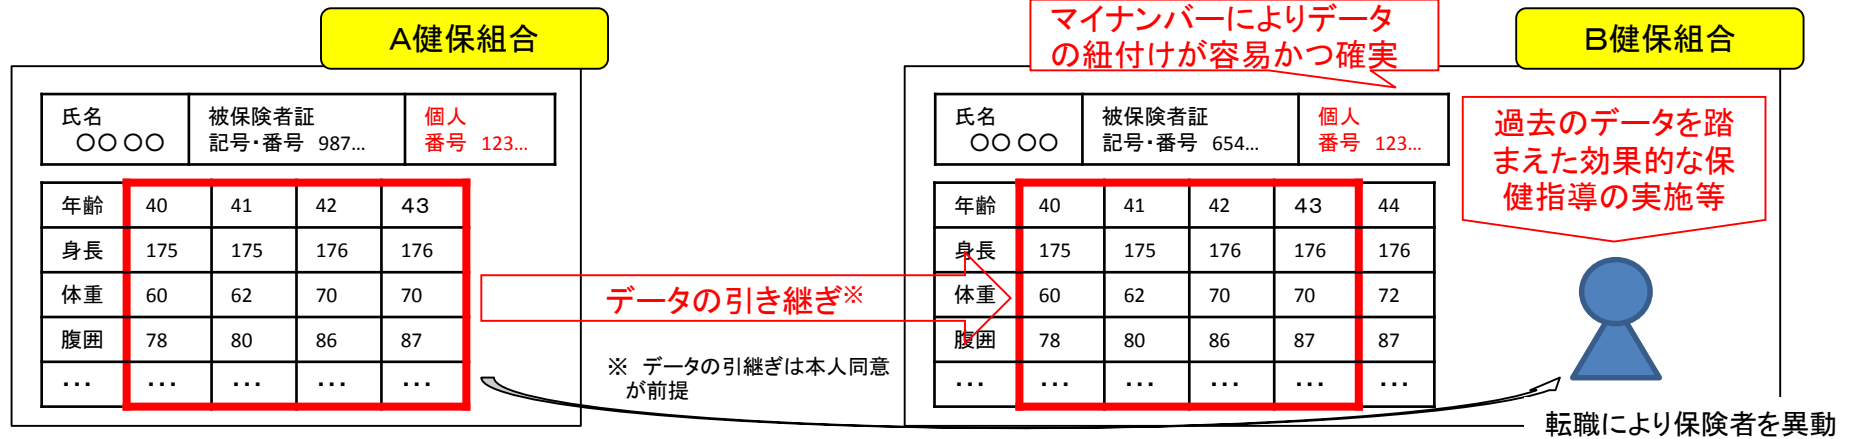 A健保組合
氏名
○○ ○○
被保険者証
記号・番号 987...
個人
番号 123...
年齢 40 41 42 43
身長 175 175 176 176
体重 60 62 70 70
腹囲 78 80 86 87
... ... ... ... ...
データの引き継ぎ※
※ データの引継ぎは本人同意
が前提
マイナンバーによりデータ
の紐付けが容易かつ確実
B健保組合
氏名
○○ ○○
被保険者証
記号・番号 654...
個人
番号 123...
年齢 40 41 42 43 44
身長 175 175 176 176 176
体重 60 62 70 70 72
腹囲 78 80 86 87 87
... ... ... ... ... ...
過去のデータを踏
まえた効果的な保
健指導の実施等
転職により保険者を異動